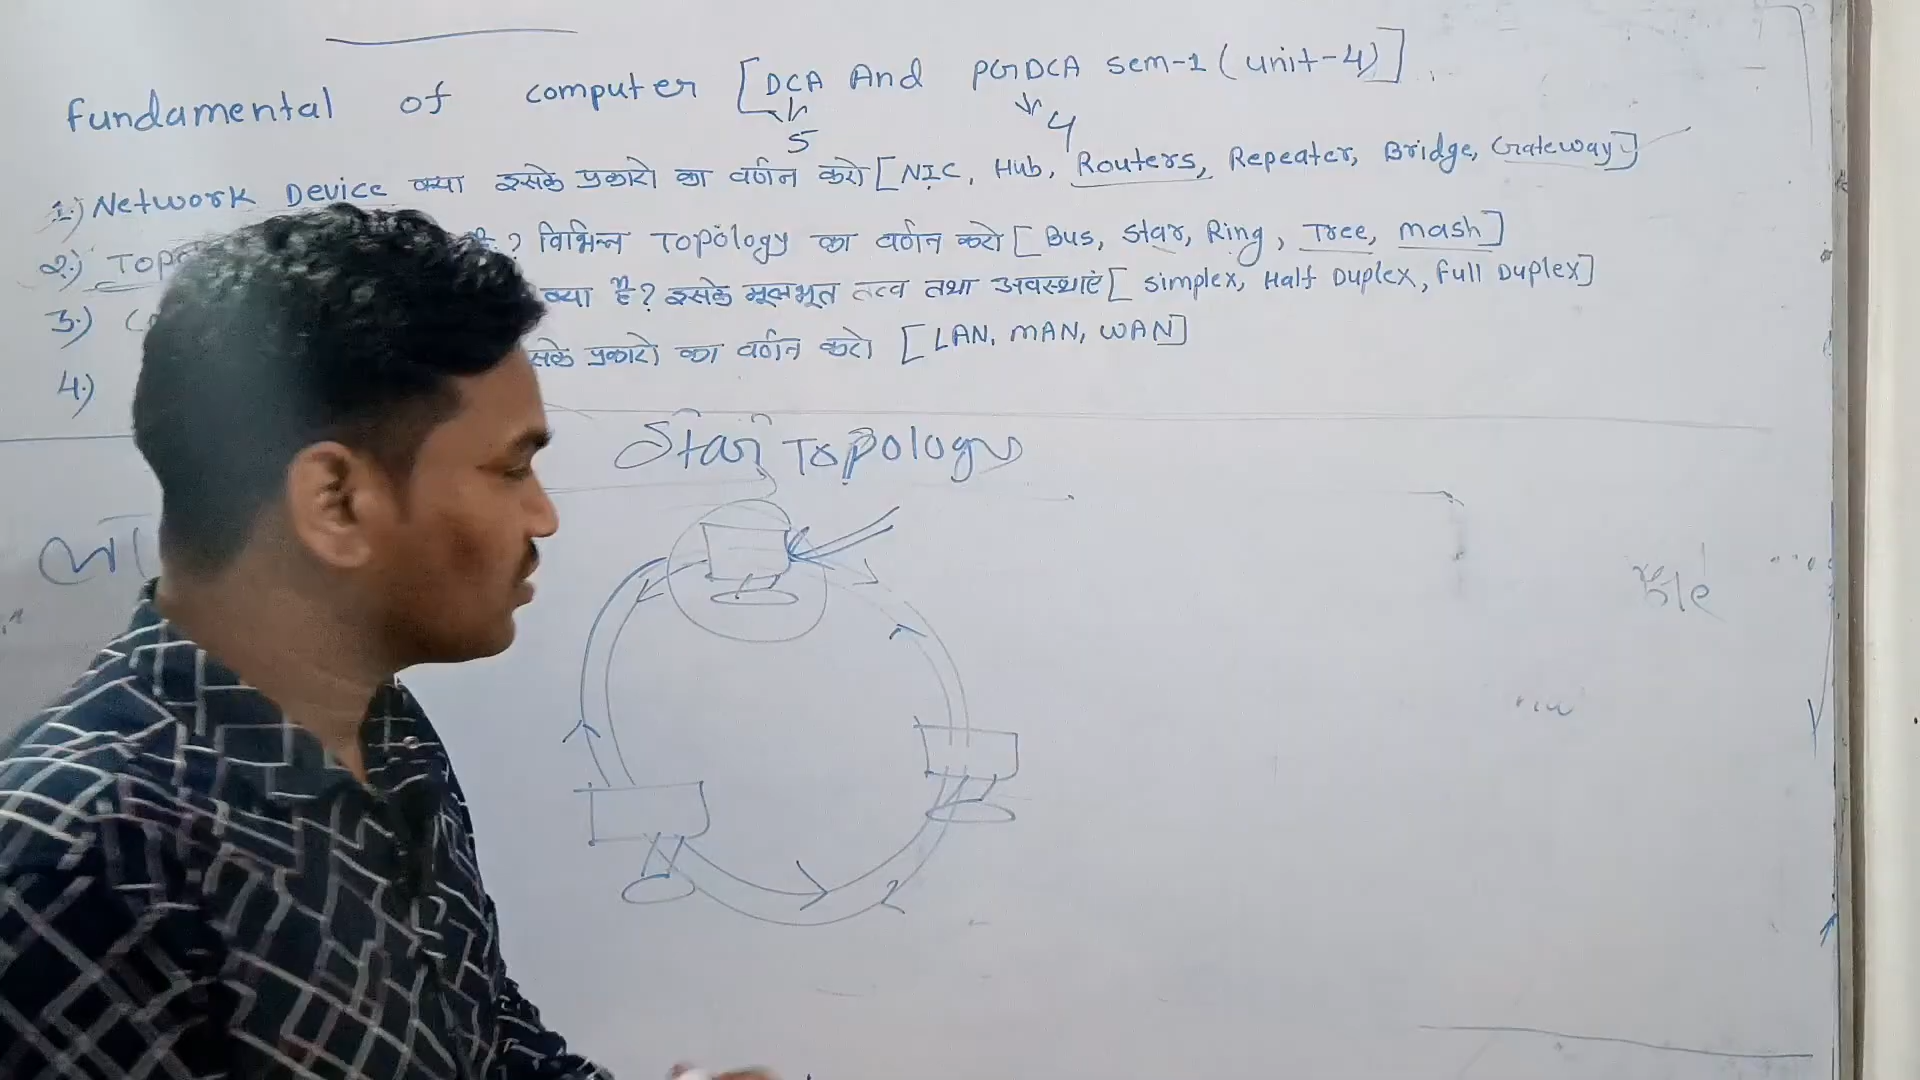 Fundamental of computer [DCA And PGDCA sem-1 (unit-4)]
5 4
1.) Network Device क्या इसके प्रकारो का वर्णन करो [NIC, Hub, Routers, Repeater, Bridge, Gateway]
2.) Topo है ? विभिन्न Topology का वर्णन करो [Bus, Star, Ring, Tree, mash]
3.) क्या है? इसके मूलभूत तत्व तथा अवस्थाएं [simplex, Half Duplex, Full Duplex]
4.) सके प्रकारो का वर्णन करो [LAN, MAN, WAN]
Star Topology